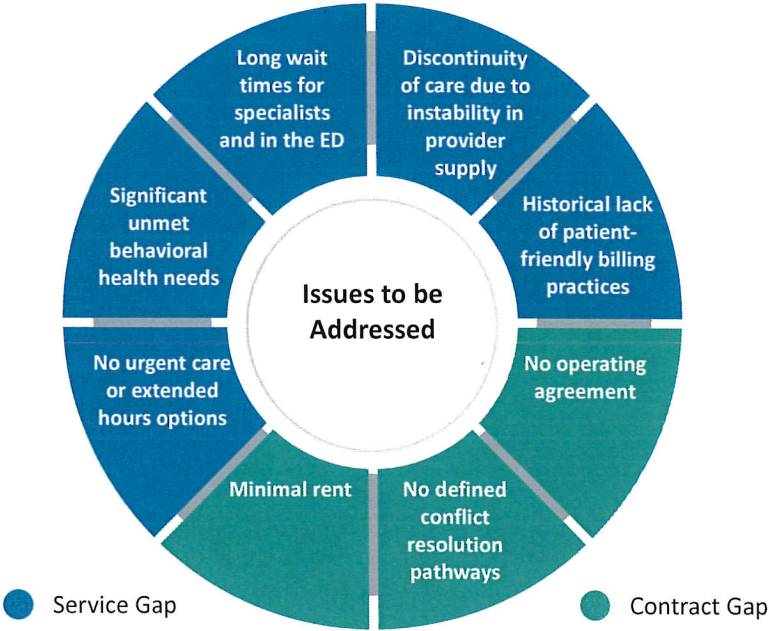 Long wait
times for
specialists
and in the ED
Discontinuity
of care due to
instability in
provider
supply
Historical lack
of patient-
friendly billing
practices
No operating
agreement
No defined
conflict
resolution
pathways
Minimal rent
No urgent care
or extended
hours options
Significant
unmet
behavioral
health needs
Issues to be
Addressed
Service Gap
Contract Gap